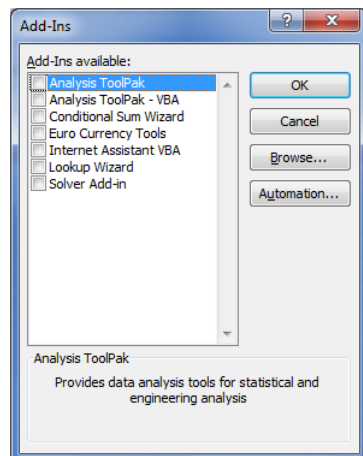 Add-Ins
?
X
Add-Ins available:
Analysis ToolPak
Analysis ToolPak - VBA
Conditional Sum Wizard
Euro Currency Tools
Internet Assistant VBA
Lookup Wizard
Solver Add-in
OK
Cancel
Browse...
Automation...
Analysis ToolPak
Provides data analysis tools for statistical and
engineering analysis